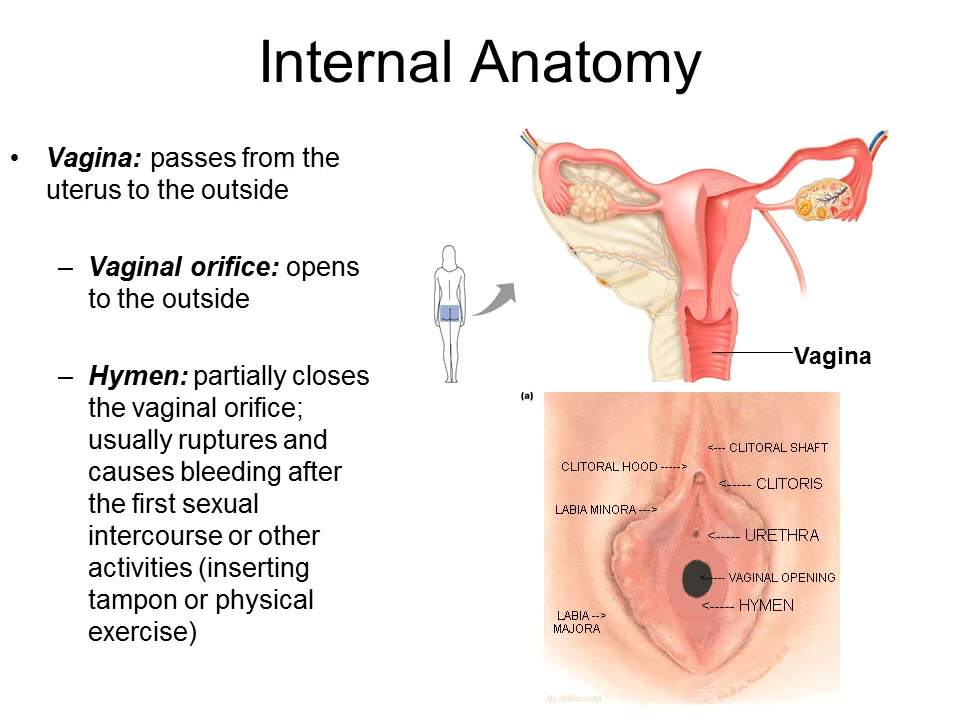 Internal Anatomy
• Vagina: passes from the
uterus to the outside
– Vaginal orifice: opens
to the outside
– Hymen: partially closes
the vaginal orifice;
usually ruptures and
causes bleeding after
the first sexual
intercourse or other
activities (inserting
tampon or physical
exercise)
Vagina
(a)
<--- CLITORAL SHAFT
CLITORAL HOOD ----->
<----- CLITORIS
LABIA MINORA --->
<----- URETHRA
<----- VAGINAL OPENING
<----- HYMEN
LABIA -->
MAJORA